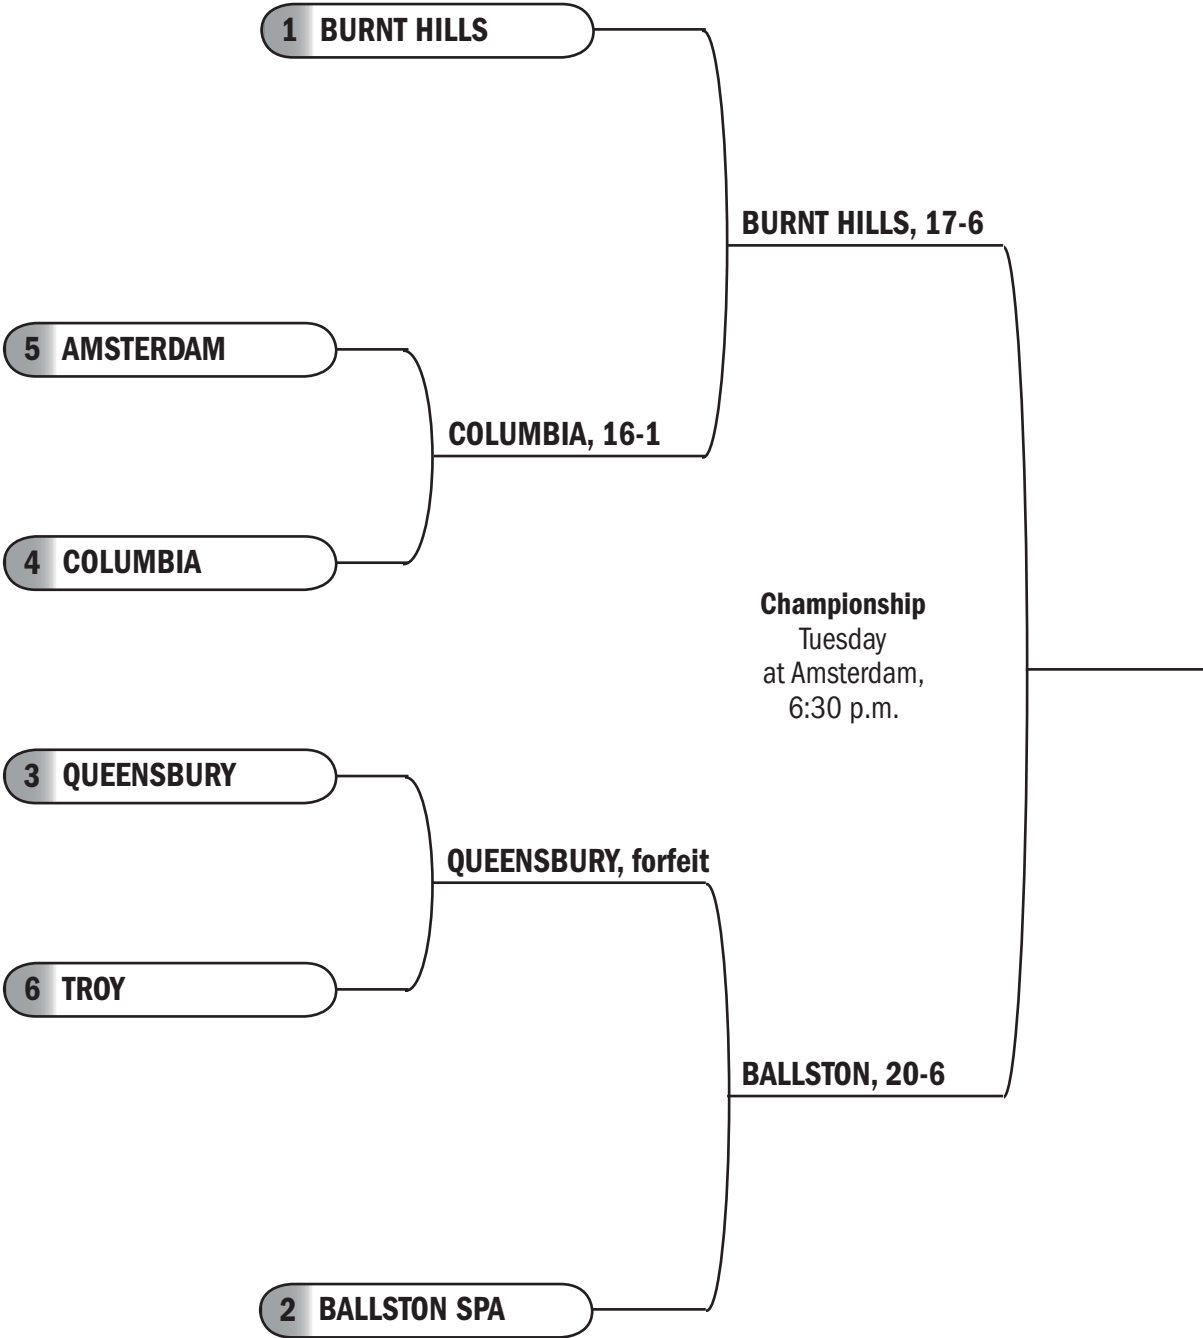 1 BURNT HILLS
BURNT HILLS, 17-6
5 AMSTERDAM
COLUMBIA, 16-1
4 COLUMBIA
Championship
Tuesday
at Amsterdam,
6:30 p.m.
3 QUEENSBURY
QUEENSBURY, forfeit
6 TROY
BALLSTON, 20-6
2 BALLSTON SPA